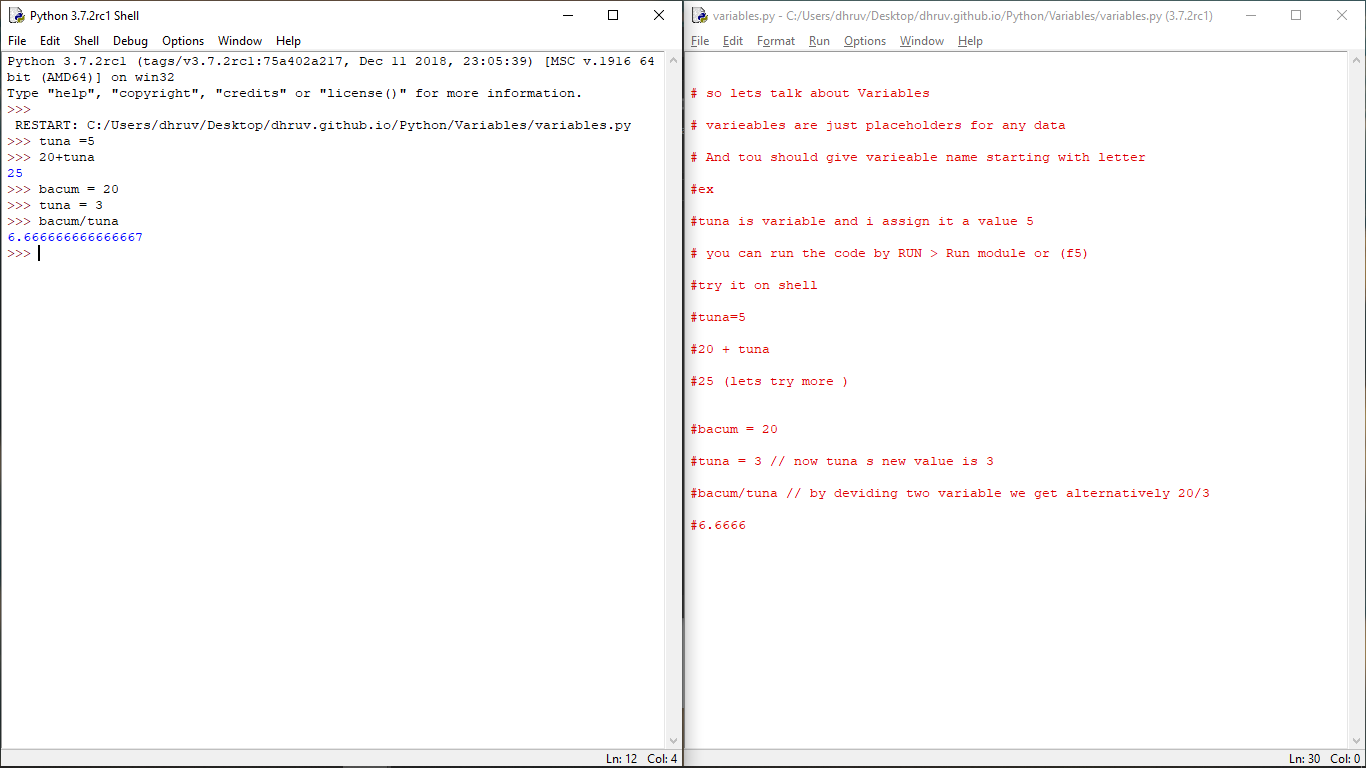 Python 3.7.2rc1 Shell
File Edit Shell Debug Options Window Help
Python 3.7.2rc1 (tags/v3.7.2rc1:75a402a217, Dec 11 2018, 23:05:39) [MSC v.1916 64
bit (AMD64)] on win32
Type "help", "copyright", "credits" or "license()" for more information.
>>>
RESTART: C:/Users/dhruv/Desktop/dhruv.github.io/Python/Variables/variables.py
>>> tuna =5
>>> 20+tuna
25
>>> bacum = 20
>>> tuna = 3
>>> bacum/tuna
6.666666666666667
>>>
Ln: 12 Col: 4
variables.py - C:/Users/dhruv/Desktop/dhruv.github.io/Python/Variables/variables.py (3.7.2rc1)
File Edit Format Run Options Window Help
# so lets talk about Variables
# varieables are just placeholders for any data
# And tou should give varieable name starting with letter
#ex
#tuna is variable and i assign it a value 5
# you can run the code by RUN > Run module or (f5)
#try it on shell
#tuna=5
#20 + tuna
#25 (lets try more )
#bacum = 20
#tuna = 3 // now tuna s new value is 3
#bacum/tuna // by deviding two variable we get alternatively 20/3
#6.6666
Ln: 30 Col: 0